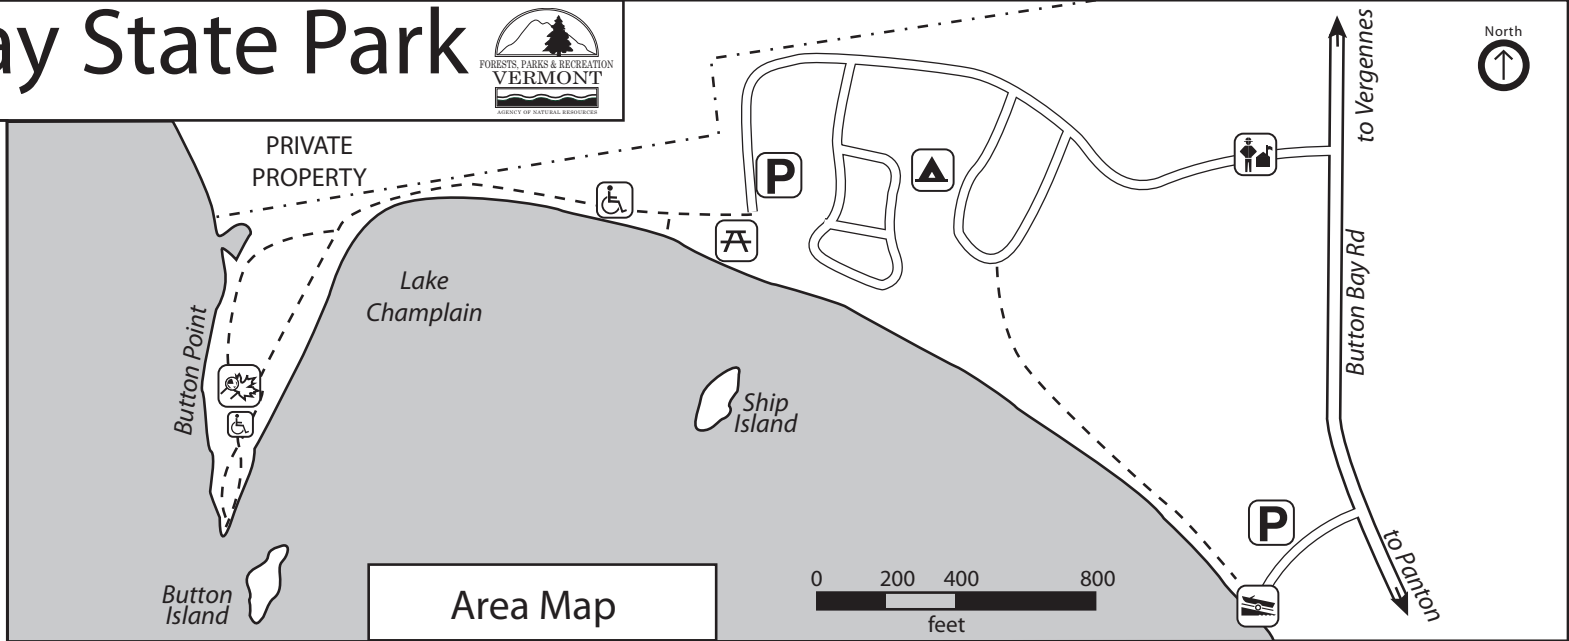 ay State Park
FORESTS, PARKS & RECREATION
VERMONT
AGENCY OF NATURAL RESOURCES
North
to Vergennes
PRIVATE
PROPERTY
P
Lake
Champlain
Button Bay Rd
Button Point
Ship
Island
P
to Panton
Button
Island
Area Map
0 200 400 800
feet